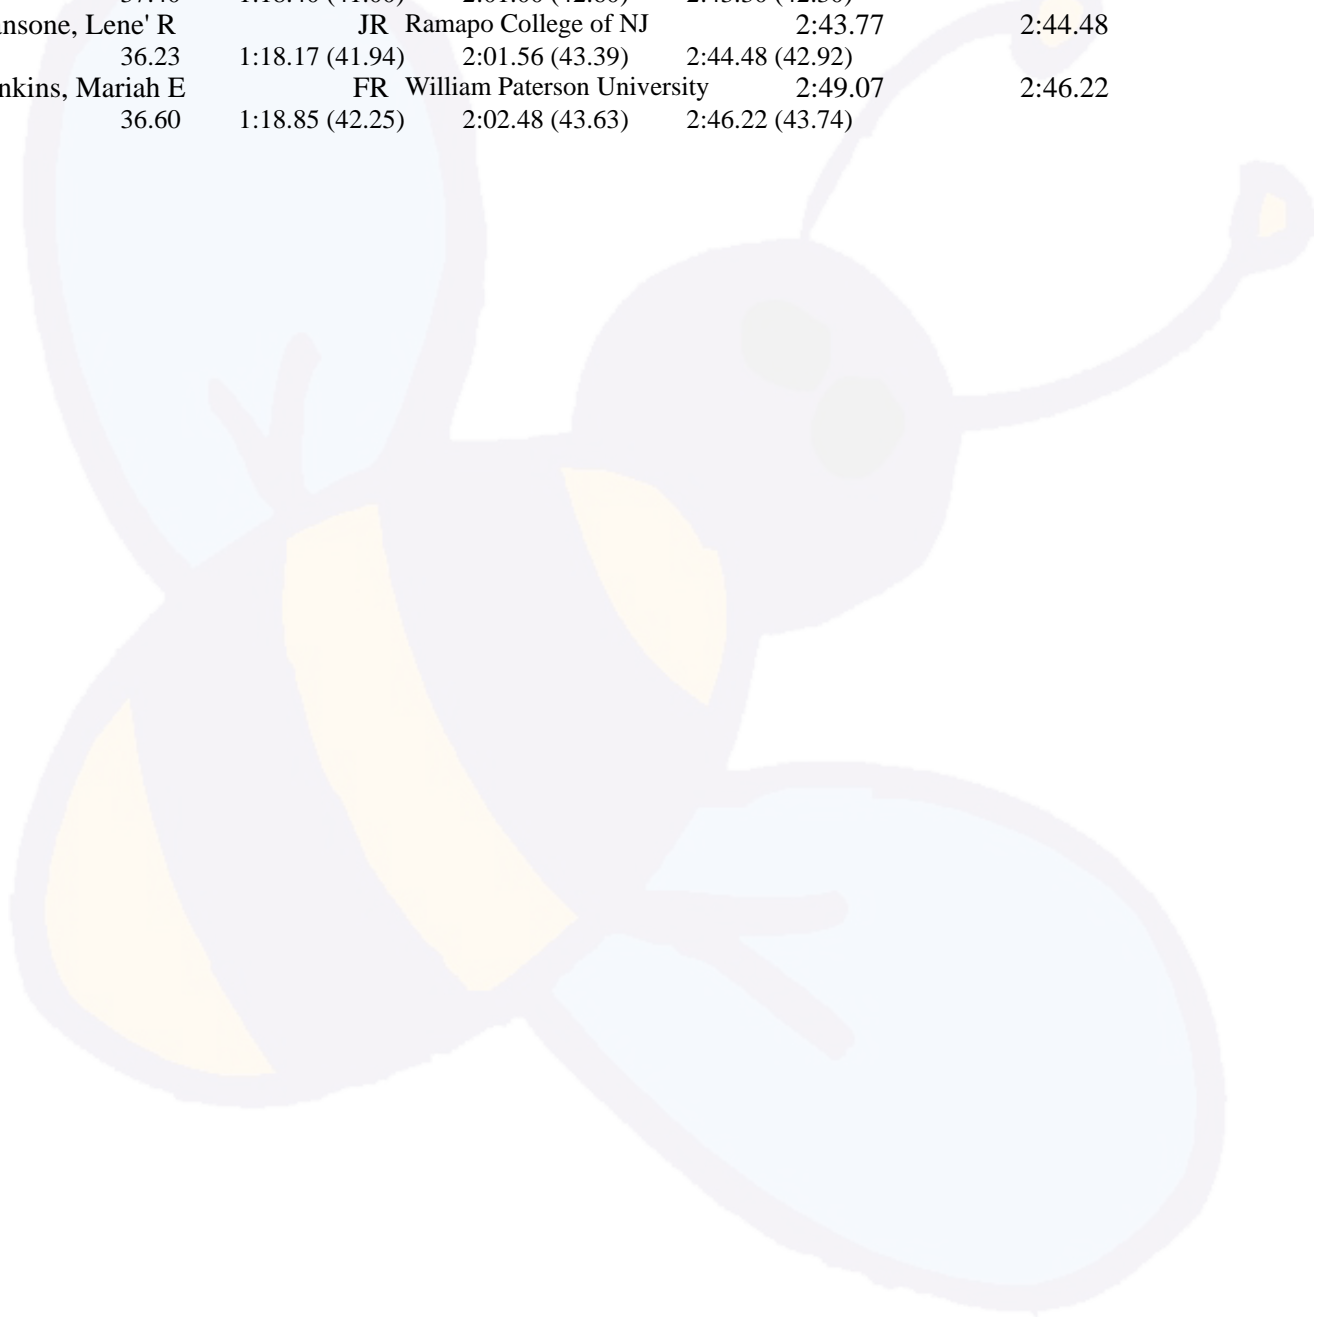 ansone, Lene' R JR Ramapo College of NJ 2:43.77 2:44.48
36.23 1:18.17 (41.94) 2:01.56 (43.39) 2:44.48 (42.92)
nkins, Mariah E FR William Paterson University 2:49.07 2:46.22
36.60 1:18.85 (42.25) 2:02.48 (43.63) 2:46.22 (43.74)